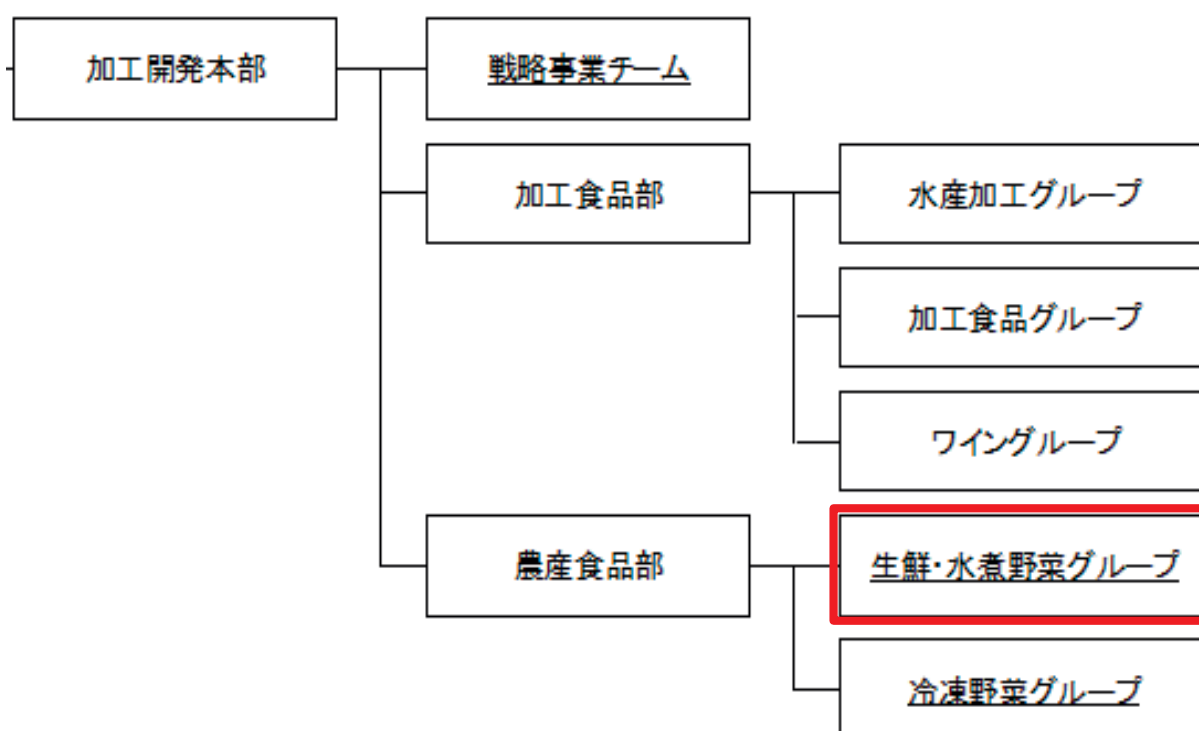 加工開発本部
戦略事業チーム
加工食品部
水産加工グループ
加工食品グループ
ワイングループ
農産食品部
生鮮・水煮野菜グループ
冷凍野菜グループ